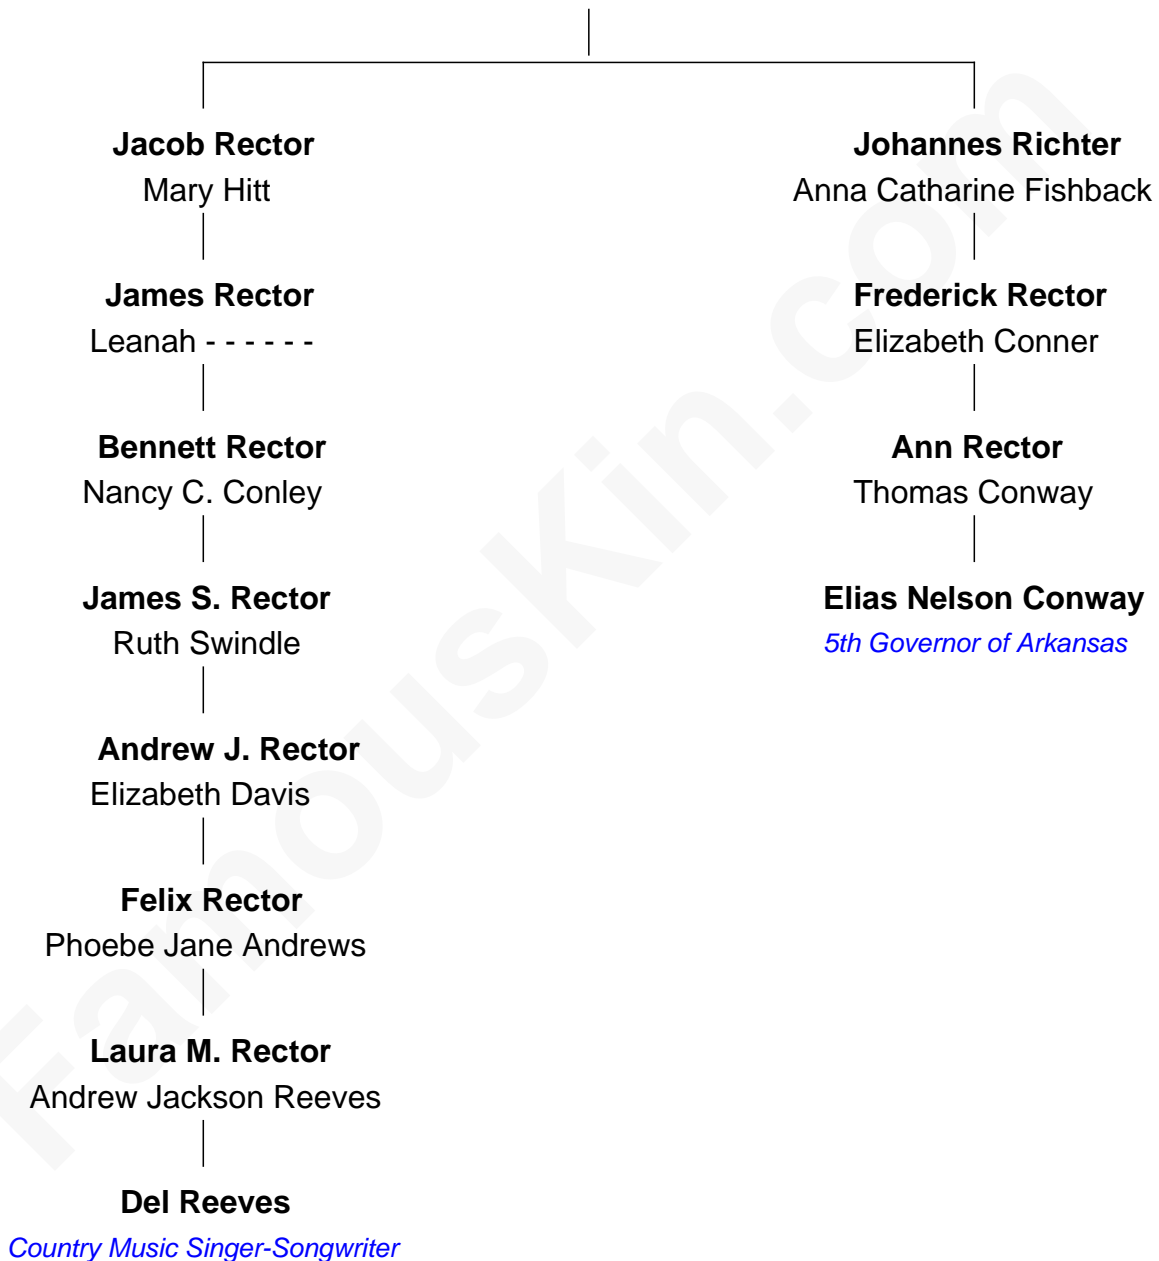 Jacob Rector
Mary Hitt
James Rector
Leanah - - - - - -
Bennett Rector
Nancy C. Conley
James S. Rector
Ruth Swindle
Andrew J. Rector
Elizabeth Davis
Felix Rector
Phoebe Jane Andrews
Laura M. Rector
Andrew Jackson Reeves
Del Reeves
Country Music Singer-Songwriter
Johannes Richter
Anna Catharine Fishback
Frederick Rector
Elizabeth Conner
Ann Rector
Thomas Conway
Elias Nelson Conway
5th Governor of Arkansas
FamousKin.com